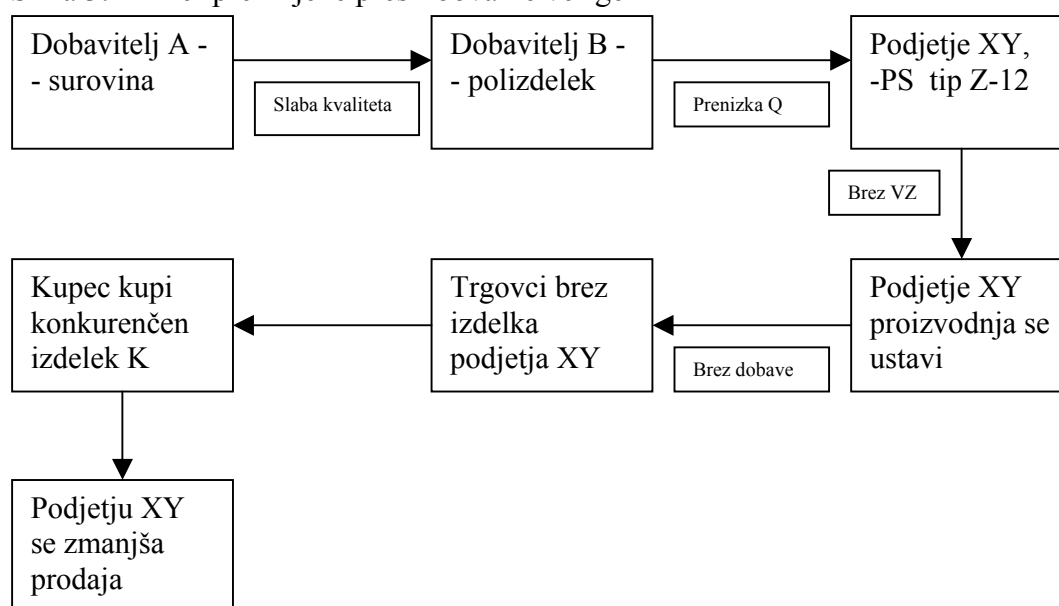 Dobavitelj A -
- surovina
Slaba kvaliteta
Dobavitelj B -
- polizdelek
Prenizka Q
Podjetje XY,
-PS tip Z-12
Brez VZ
Podjetje XY
proizvodnja se
ustavi
Brez dobave
Trgovci brez
izdelka
podjetja XY
Kupec kupi
konkurenčen
izdelek K
Podjetju XY
se zmanjša
prodaja